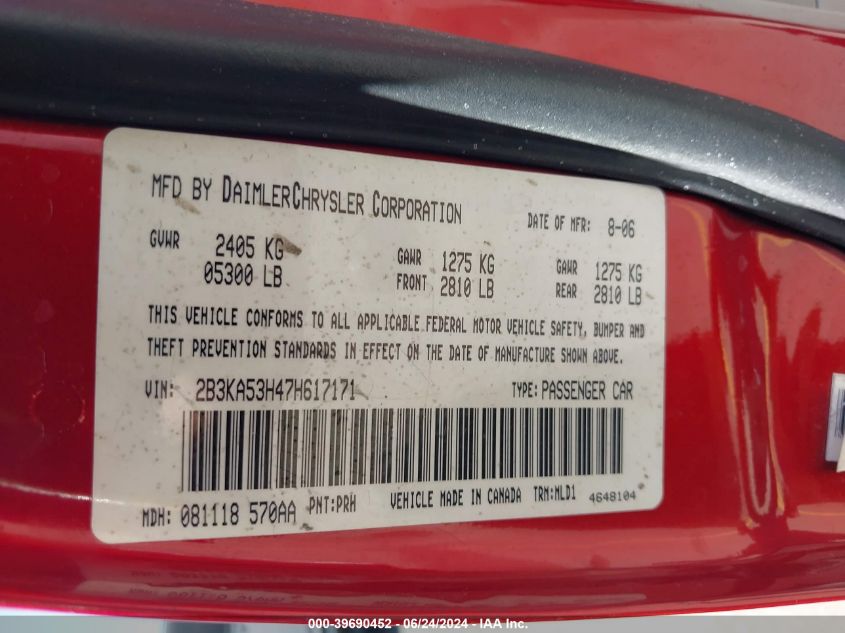 MFD BY DAIMLERCHRYSLER CORPORATION DATE OF MFR: 8-06
GVWR 2405 KG GAWR 1275 KG GAWR 1275 KG
05300 LB FRONT 2810 LB REAR 2810 LB
THIS VEHICLE CONFORMS TO ALL APPLICABLE FEDERAL MOTOR VEHICLE SAFETY, BUMPER AND
THEFT PREVENTION STANDARDS IN EFFECT ON THE DATE OF MANUFACTURE SHOWN ABOVE.
VIN: 2B3KA53H47H617171 TYPE: PASSENGER CAR
MDH: 081118 570AA PNT:PRH VEHICLE MADE IN CANADA TRM:MLD1 4648104
000-39690452 - 06/24/2024 - IAA Inc.